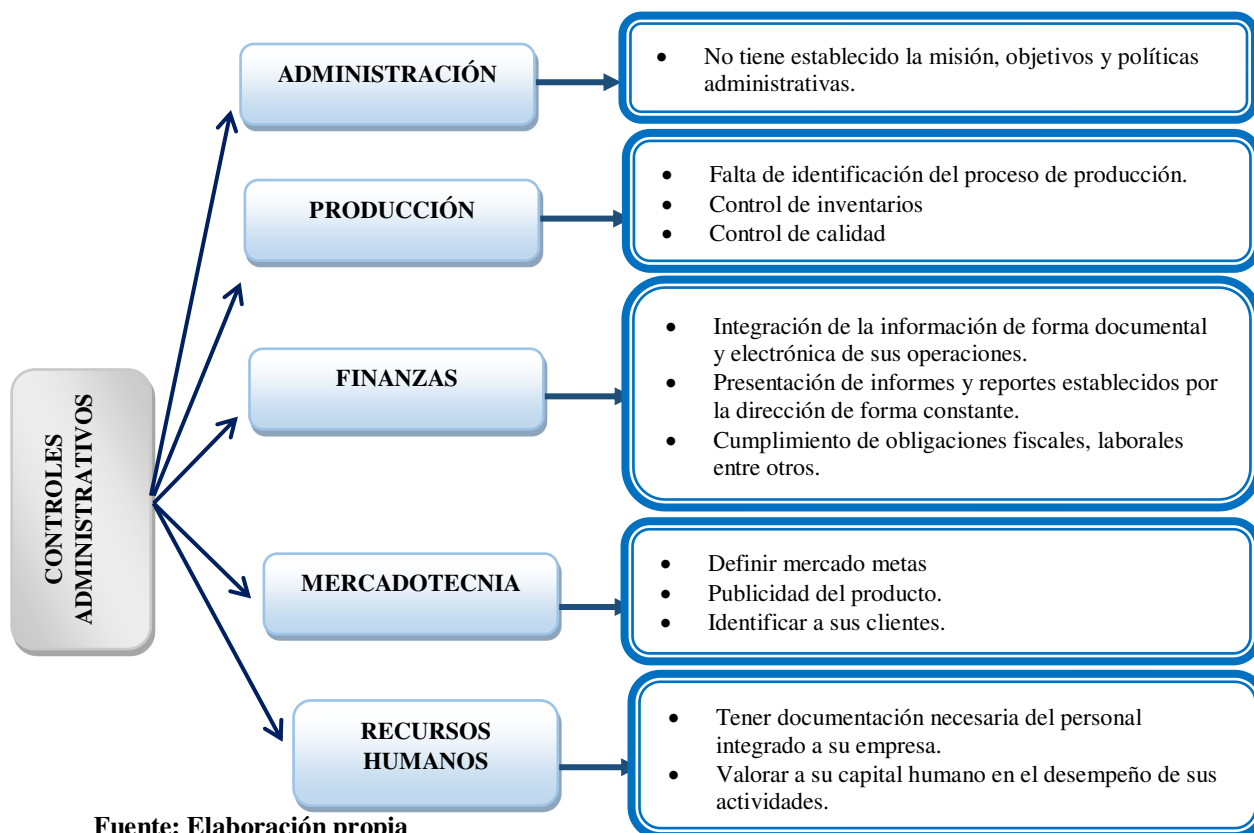 CONTROLES
ADMINISTRATIVOS
ADMINISTRACIÓN
No tiene establecido la misión, objetivos y políticas
administrativas.
PRODUCCIÓN
Falta de identificación del proceso de producción.
Control de inventarios
Control de calidad
FINANZAS
Integración de la información de forma documental
y electrónica de sus operaciones.
Presentación de informes y reportes establecidos por
la dirección de forma constante.
Cumplimiento de obligaciones fiscales, laborales
entre otros.
MERCADOTECNIA
Definir mercado metas
Publicidad del producto.
Identificar a sus clientes.
RECURSOS
HUMANOS
Tener documentación necesaria del personal
integrado a su empresa.
Valorar a su capital humano en el desempeño de sus
actividades.
Fuente: Elaboración propia